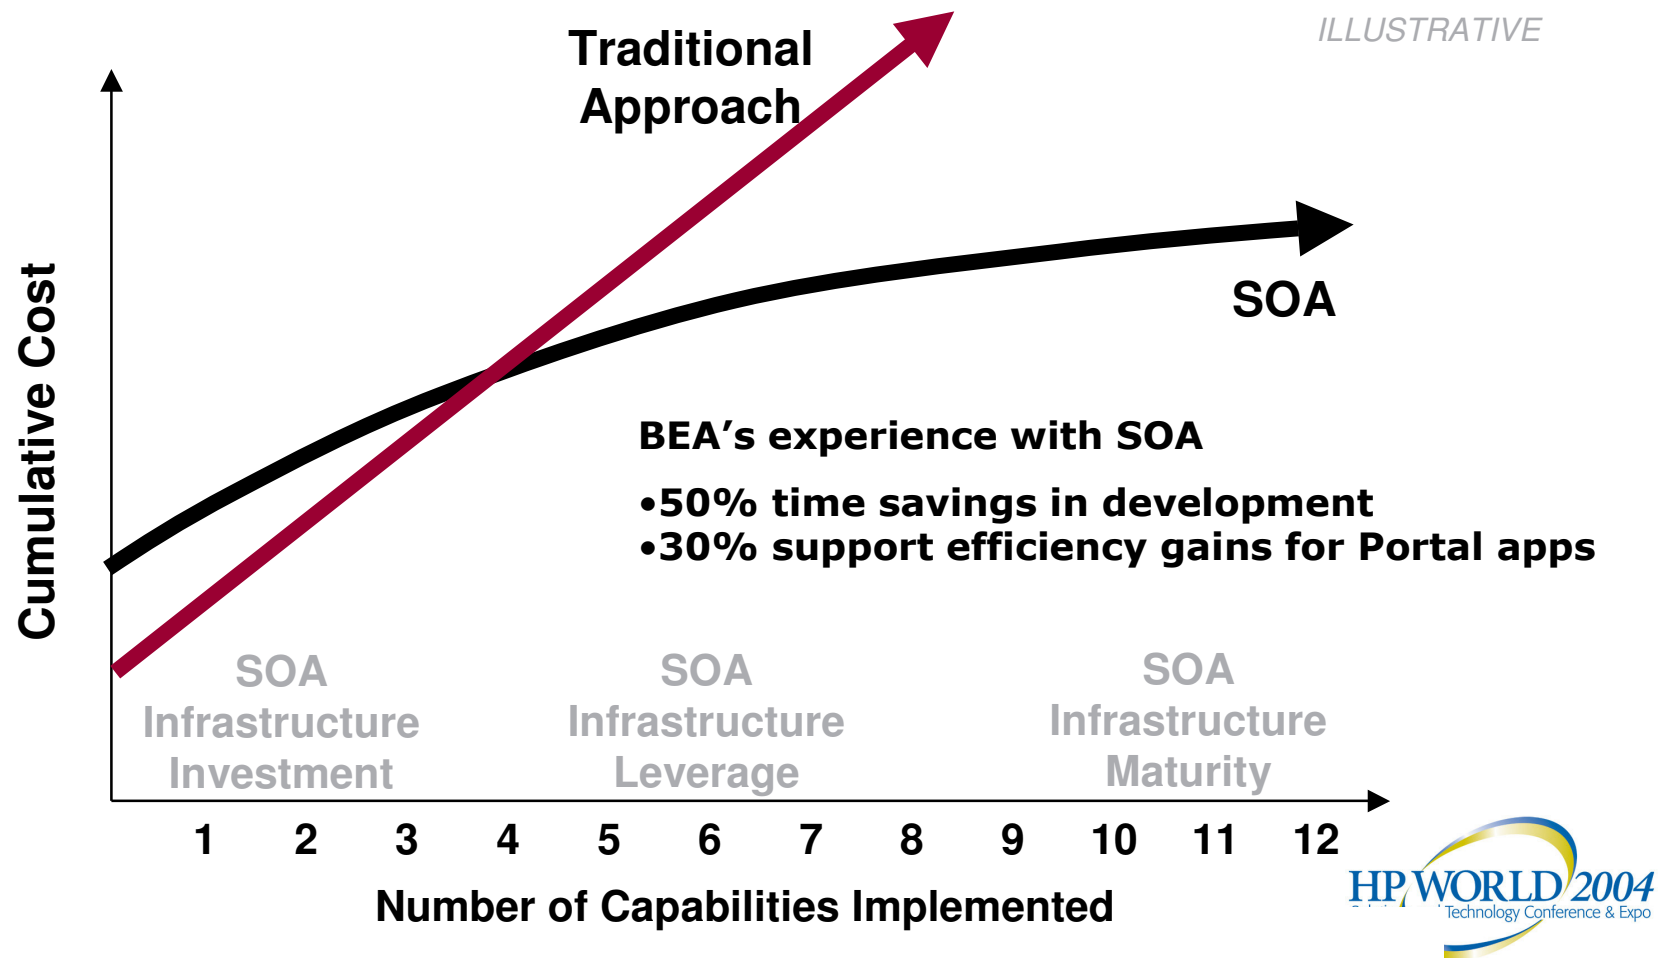 ILLUSTRATIVE
Traditional
Approach
SOA
Cumulative Cost
BEA’s experience with SOA
•50% time savings in development
•30% support efficiency gains for Portal apps
SOA
Infrastructure
Investment
SOA
Infrastructure
Leverage
SOA
Infrastructure
Maturity
1 2 3 4 5 6 7 8 9 10 11 12
Number of Capabilities Implemented
HP WORLD 2004
Technology Conference & Expo